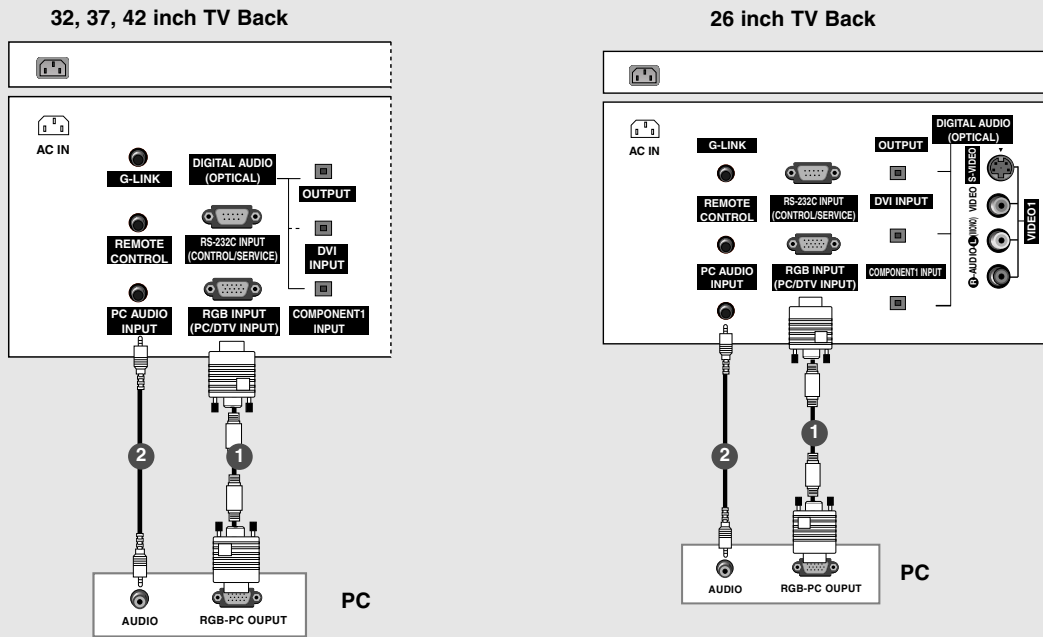 32, 37, 42 inch TV Back
AC IN
G-LINK
DIGITAL AUDIO
(OPTICAL)
OUTPUT
REMOTE
CONTROL
RS-232C INPUT
(CONTROL/SERVICE)
DVI
INPUT
PC AUDIO
INPUT
RGB INPUT
(PC/DTV INPUT)
COMPONENT1
INPUT
2
1
AUDIO
RGB-PC OUPUT
PC
26 inch TV Back
AC IN
G-LINK
OUTPUT
DIGITAL AUDIO
(OPTICAL)
S-VIDEO
REMOTE
CONTROL
RS-232C INPUT
(CONTROL/SERVICE)
DVI INPUT
VIDEO
VIDEO1
L(MONO)
R-AUDIO-
PC AUDIO
INPUT
RGB INPUT
(PC/DTV INPUT)
COMPONENT1 INPUT
2
1
AUDIO
RGB-PC OUPUT
PC